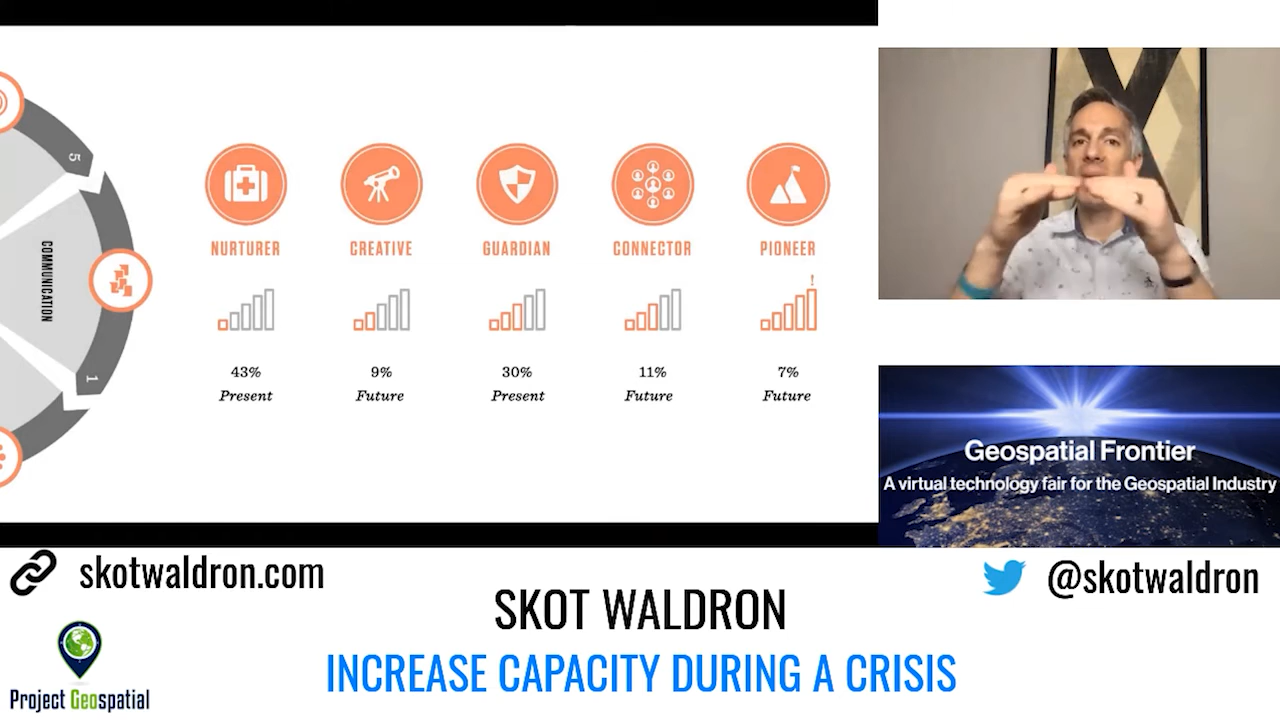 5
COMMUNICATION
1
NURTURER CREATIVE GUARDIAN CONNECTOR PIONEER
!
43% 9% 30% 11% 7%
Present Future Present Future Future
Geospatial Frontier
A virtual technology fair for the Geospatial Industry
skotwaldron.com
@skotwaldron
SKOT WALDRON
INCREASE CAPACITY DURING A CRISIS
Project Geospatial